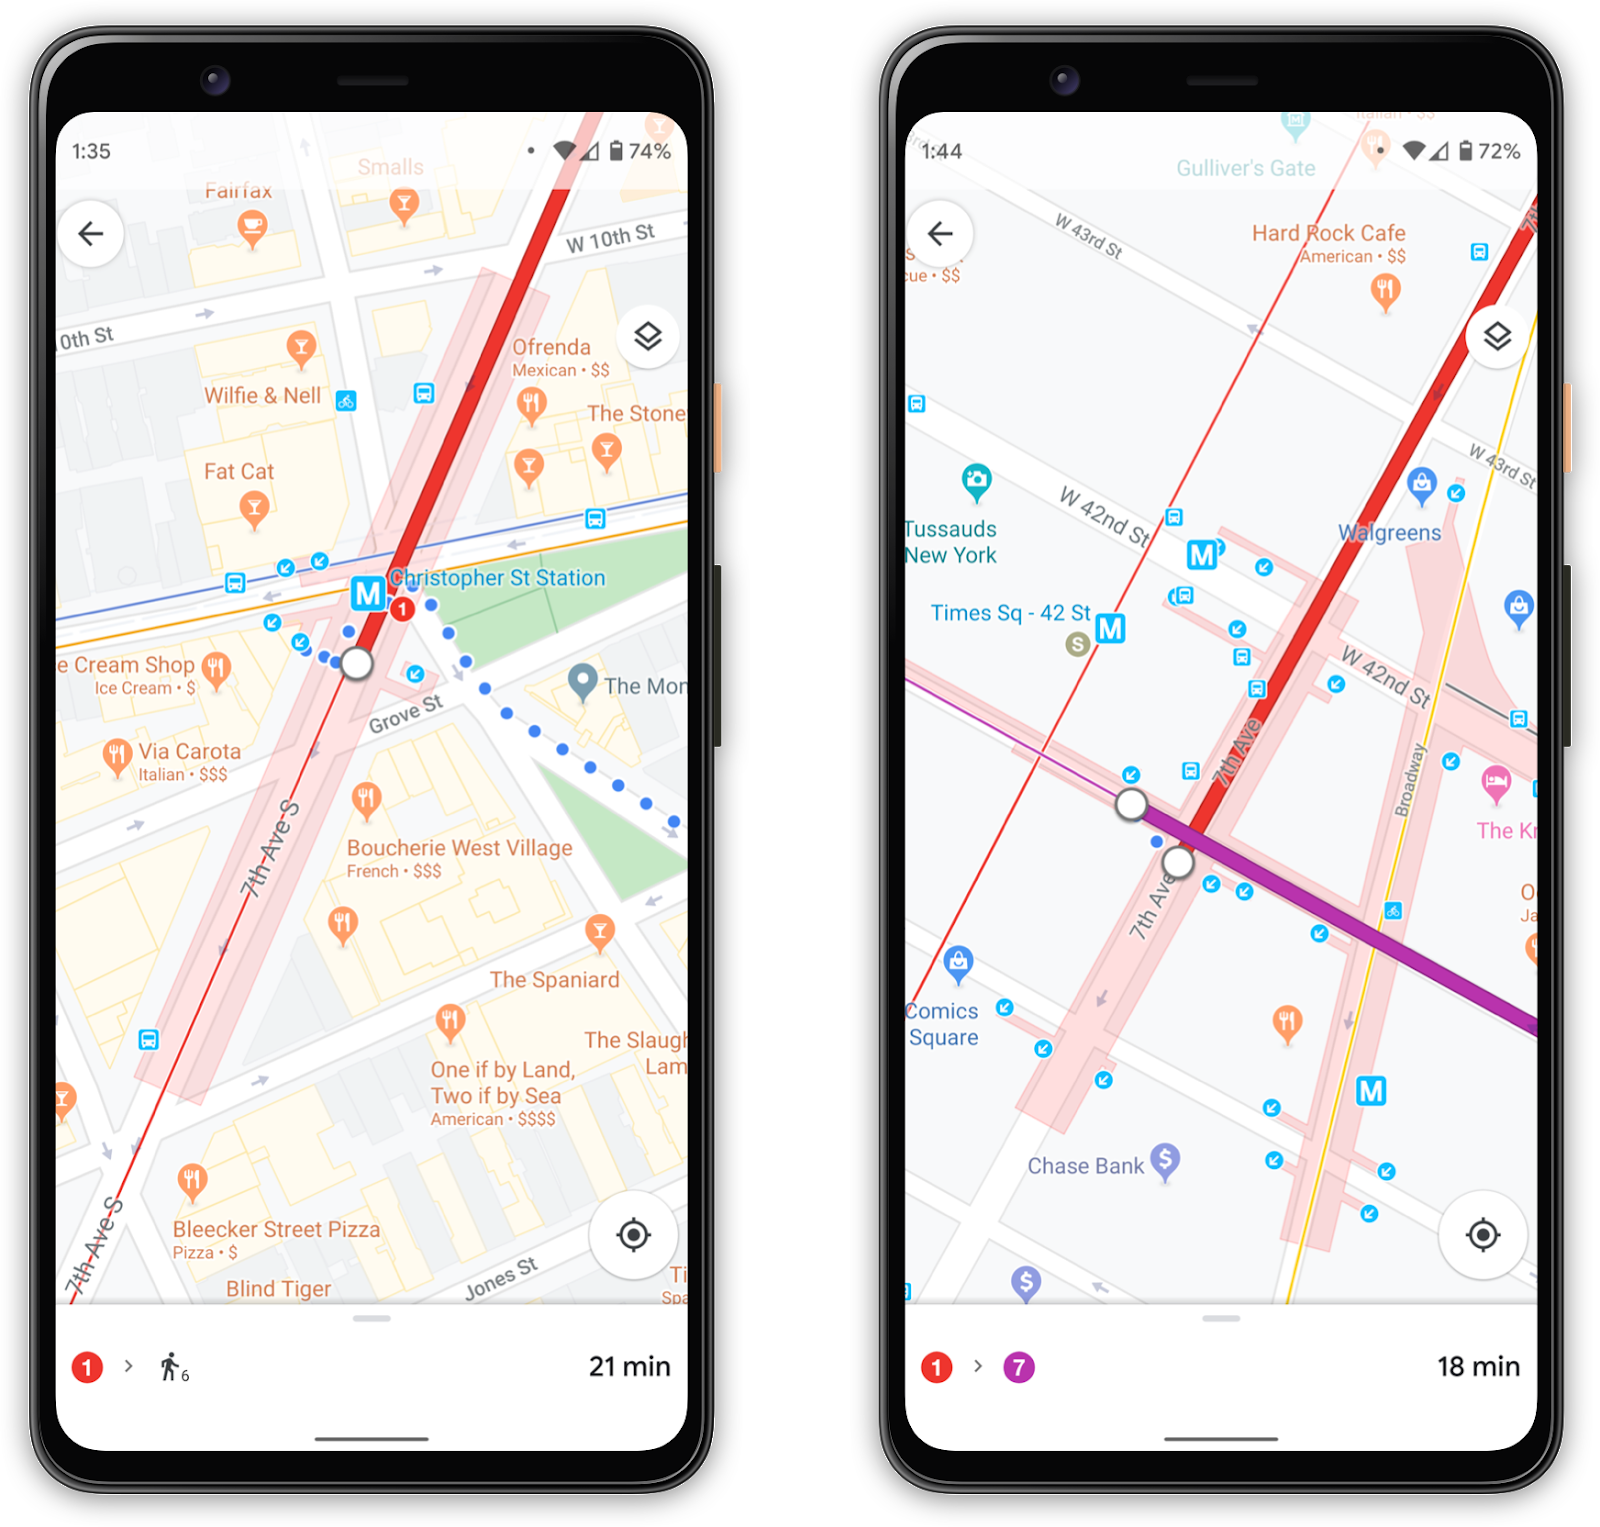 1:35
74%
Smalls
Fairfax
W 10th St
0th St
Ofrenda
Mexican • $$
Wilfie & Nell
The Stone
Fat Cat
Christopher St Station
1
e Cream Shop
Ice Cream • $
The Mon
Grove St
Via Carota
Italian • $$$
7th Ave S
Boucherie West Village
French • $$$
The Spaniard
The Slaugh
Lam
One if by Land,
Two if by Sea
American • $$$$
7th Ave S
Bleecker Street Pizza
Pizza • $
Jones St
Blind Tiger
Ti
Spa
1 > 6
21 min
1:44
72%
Italian • $$
Gulliver's Gate
W 43rd St
Hard Rock Cafe
American • $$
cue • $$
7th
W 43rd St
W 42nd St
Tussauds
New York
Walgreens
Times Sq - 42 St
S
W 42nd St
7th Ave
Broadway
The Kn
7th Ave
Ja
Comics
Square
Chase Bank
1 > 7
18 min